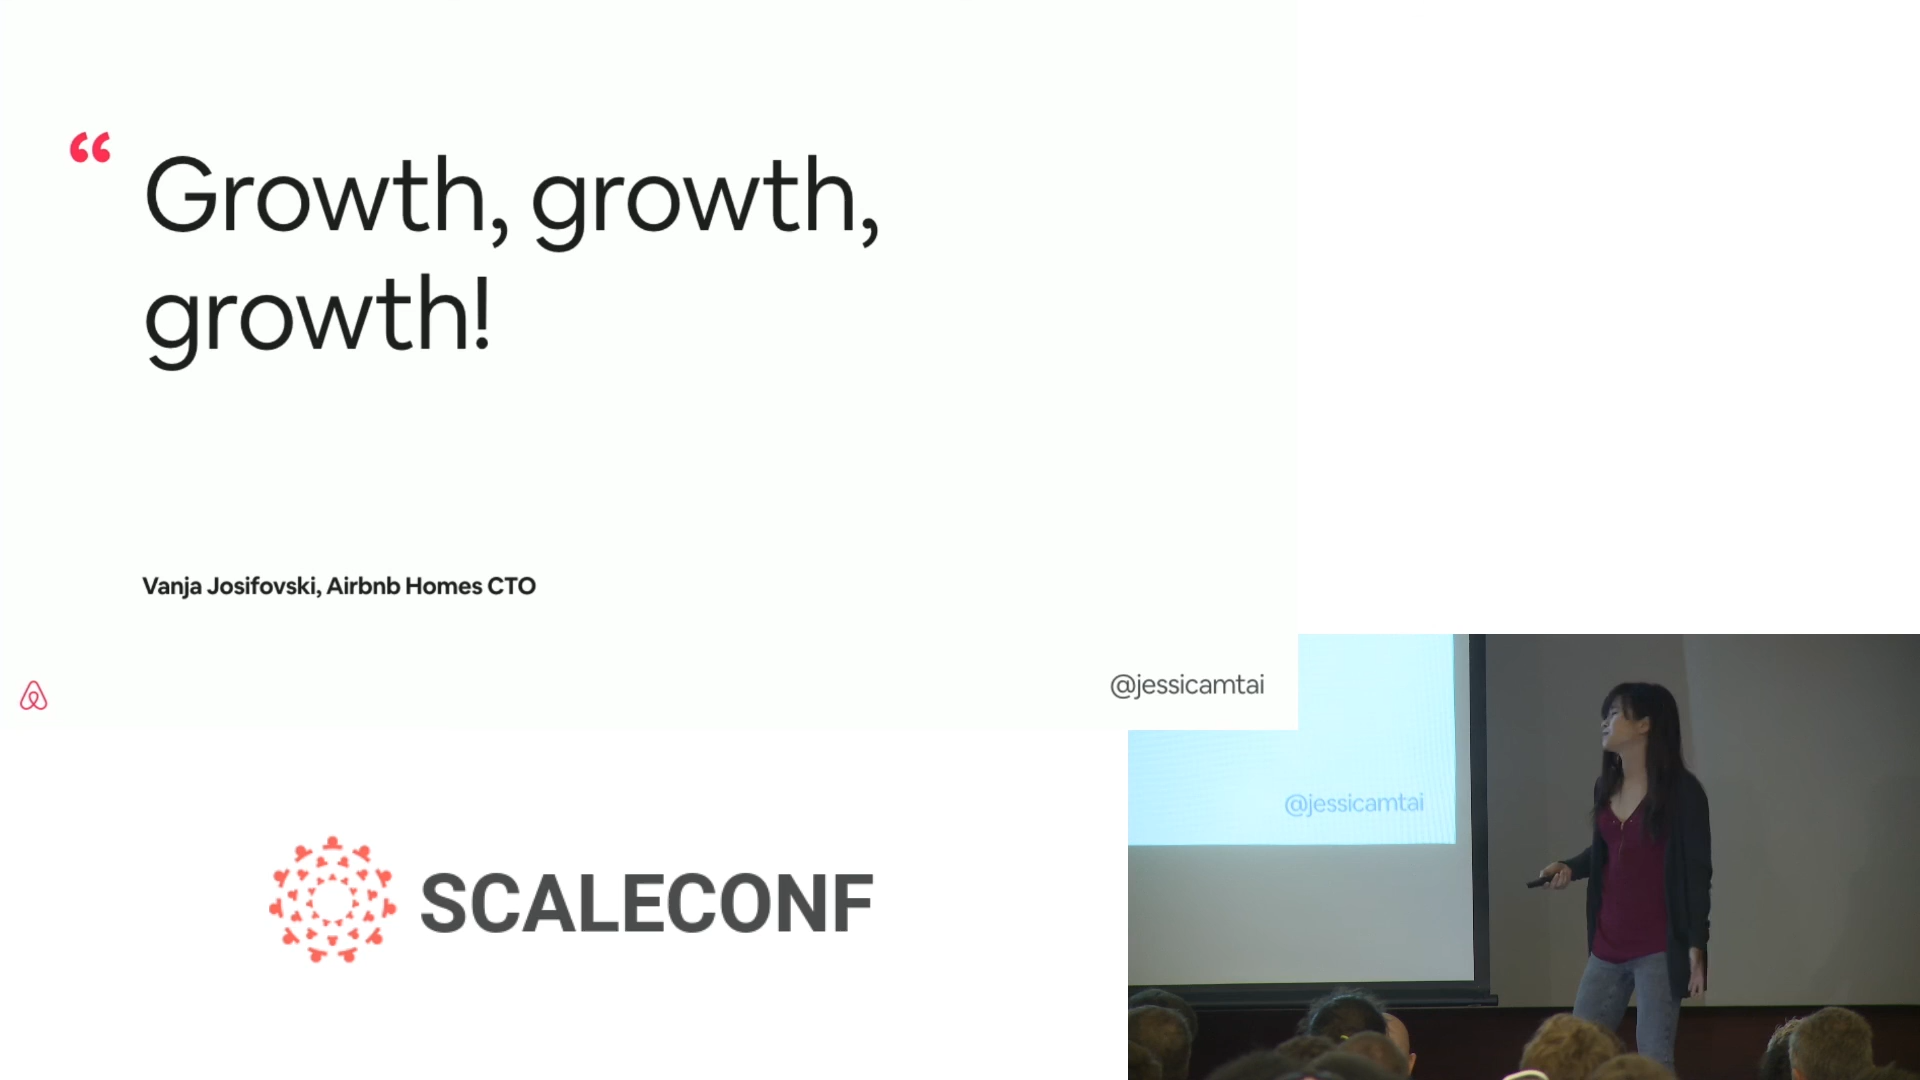 “ Growth, growth,
growth!
Vanja Josifovski, Airbnb Homes CTO
@jessicamtai
@jessicamtai
SCALECONF